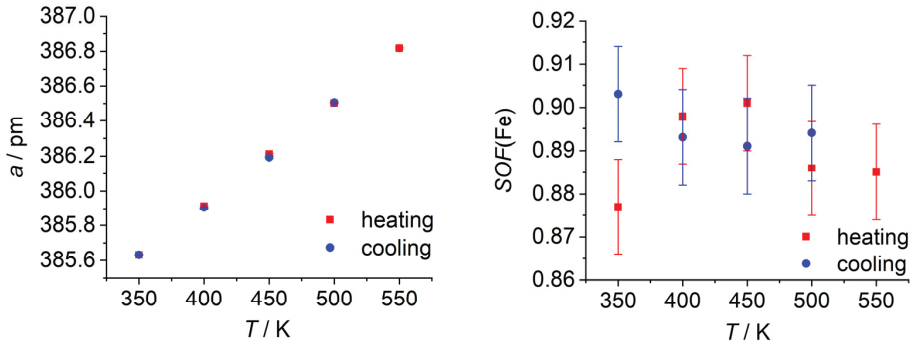 387.0
386.8
386.6
386.4
386.2
386.0
385.8
385.6
a / pm
350 400 450 500 550
T / K
heating
cooling
0.92
0.91
0.90
0.89
0.88
0.87
0.86
SOF(Fe)
350 400 450 500 550
T / K
heating
cooling